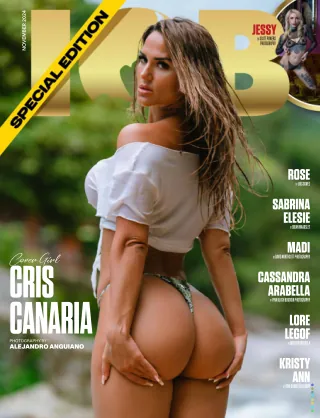 NOVEMBER 2024
SPECIAL EDITION
JESSY
PHOTOGRAPHY
ROSE
SABRINA
ELESIE
MADI
CASSANDRA
ARABELLA
LORE
LEGOF
KRISTY
ANN
Cover Girl
CRIS
CANARIA
PHOTOGRAPHY BY
ALEJANDRO ANGUIANO